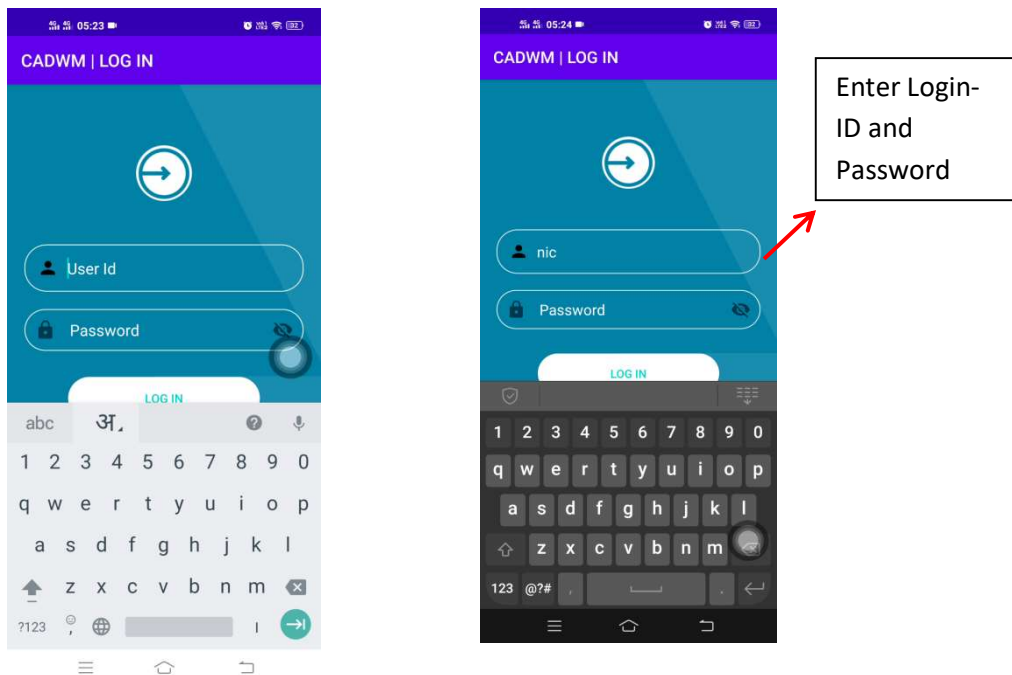 05:23
CADWM | LOG IN
User Id
Password
LOG IN
abc अ
1 2 3 4 5 6 7 8 9 0
q w e r t y u i o p
a s d f g h j k l
z x c v b n m
?123 ,
05:24
CADWM | LOG IN
nic
Password
LOG IN
1 2 3 4 5 6 7 8 9 0
q w e r t y u i o p
a s d f g h j k l
z x c v b n m
123 @?# , .
Enter Login-
ID and
Password